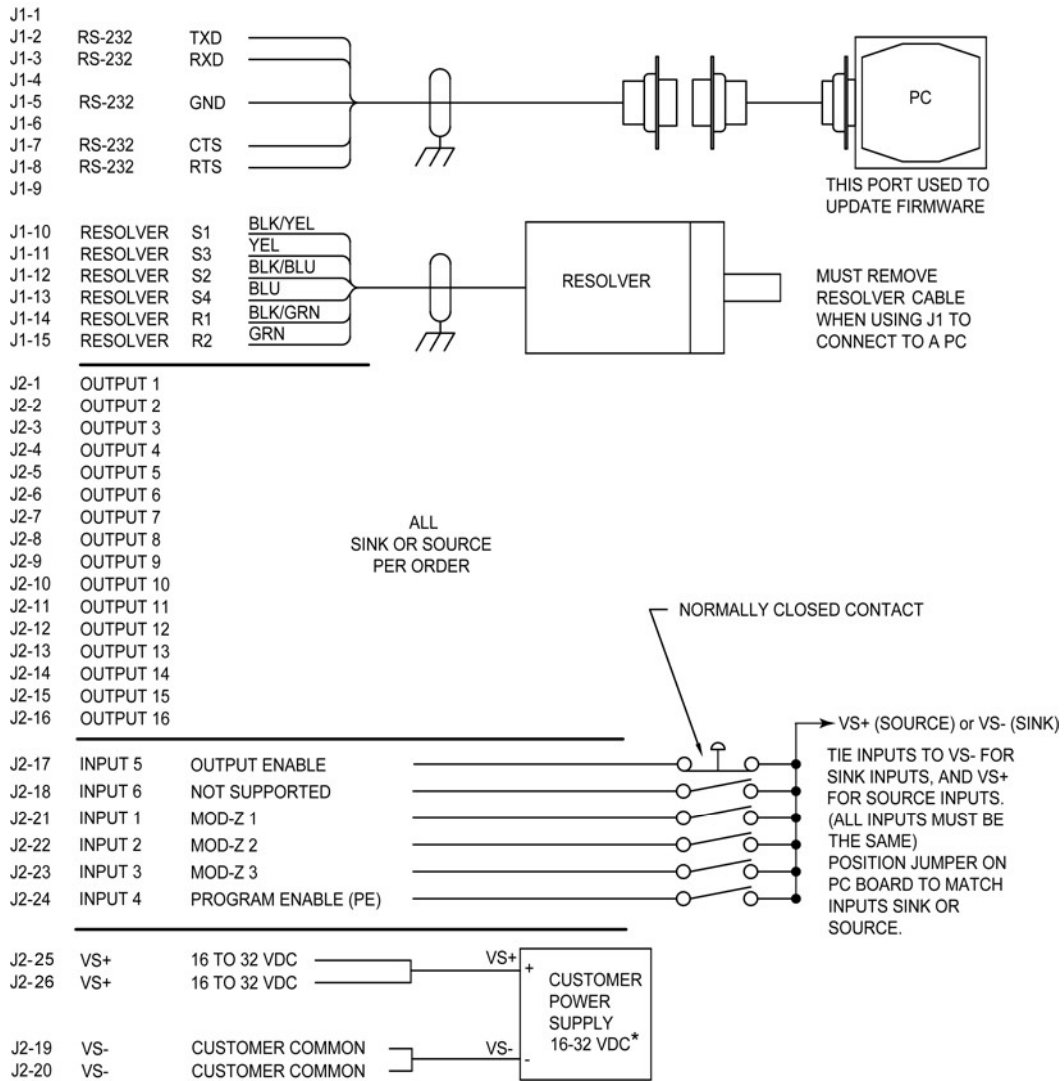 J1-1
J1-2 RS-232 TXD
J1-3 RS-232 RXD
J1-4
J1-5 RS-232 GND
J1-6
J1-7 RS-232 CTS
J1-8 RS-232 RTS
J1-9
PC
THIS PORT USED TO
UPDATE FIRMWARE
J1-10 RESOLVER S1 BLK/YEL
J1-11 RESOLVER S3 YEL
J1-12 RESOLVER S2 BLK/BLU
J1-13 RESOLVER S4 BLU
J1-14 RESOLVER R1 BLK/GRN
J1-15 RESOLVER R2 GRN
RESOLVER
MUST REMOVE
RESOLVER CABLE
WHEN USING J1 TO
CONNECT TO A PC
J2-1 OUTPUT 1
J2-2 OUTPUT 2
J2-3 OUTPUT 3
J2-4 OUTPUT 4
J2-5 OUTPUT 5
J2-6 OUTPUT 6
J2-7 OUTPUT 7
J2-8 OUTPUT 8
J2-9 OUTPUT 9
J2-10 OUTPUT 10
J2-11 OUTPUT 11
J2-12 OUTPUT 12
J2-13 OUTPUT 13
J2-14 OUTPUT 14
J2-15 OUTPUT 15
J2-16 OUTPUT 16
ALL
SINK OR SOURCE
PER ORDER
NORMALLY CLOSED CONTACT
VS+ (SOURCE) or VS- (SINK)
J2-17 INPUT 5 OUTPUT ENABLE
J2-18 INPUT 6 NOT SUPPORTED
J2-21 INPUT 1 MOD-Z 1
J2-22 INPUT 2 MOD-Z 2
J2-23 INPUT 3 MOD-Z 3
J2-24 INPUT 4 PROGRAM ENABLE (PE)
TIE INPUTS TO VS- FOR
SINK INPUTS, AND VS+
FOR SOURCE INPUTS.
(ALL INPUTS MUST BE
THE SAME)
POSITION JUMPER ON
PC BOARD TO MATCH
INPUTS SINK OR
SOURCE.
J2-25 VS+ 16 TO 32 VDC VS+ +
J2-26 VS+ 16 TO 32 VDC
CUSTOMER
POWER
SUPPLY
16-32 VDC*
J2-19 VS- CUSTOMER COMMON VS- -
J2-20 VS- CUSTOMER COMMON